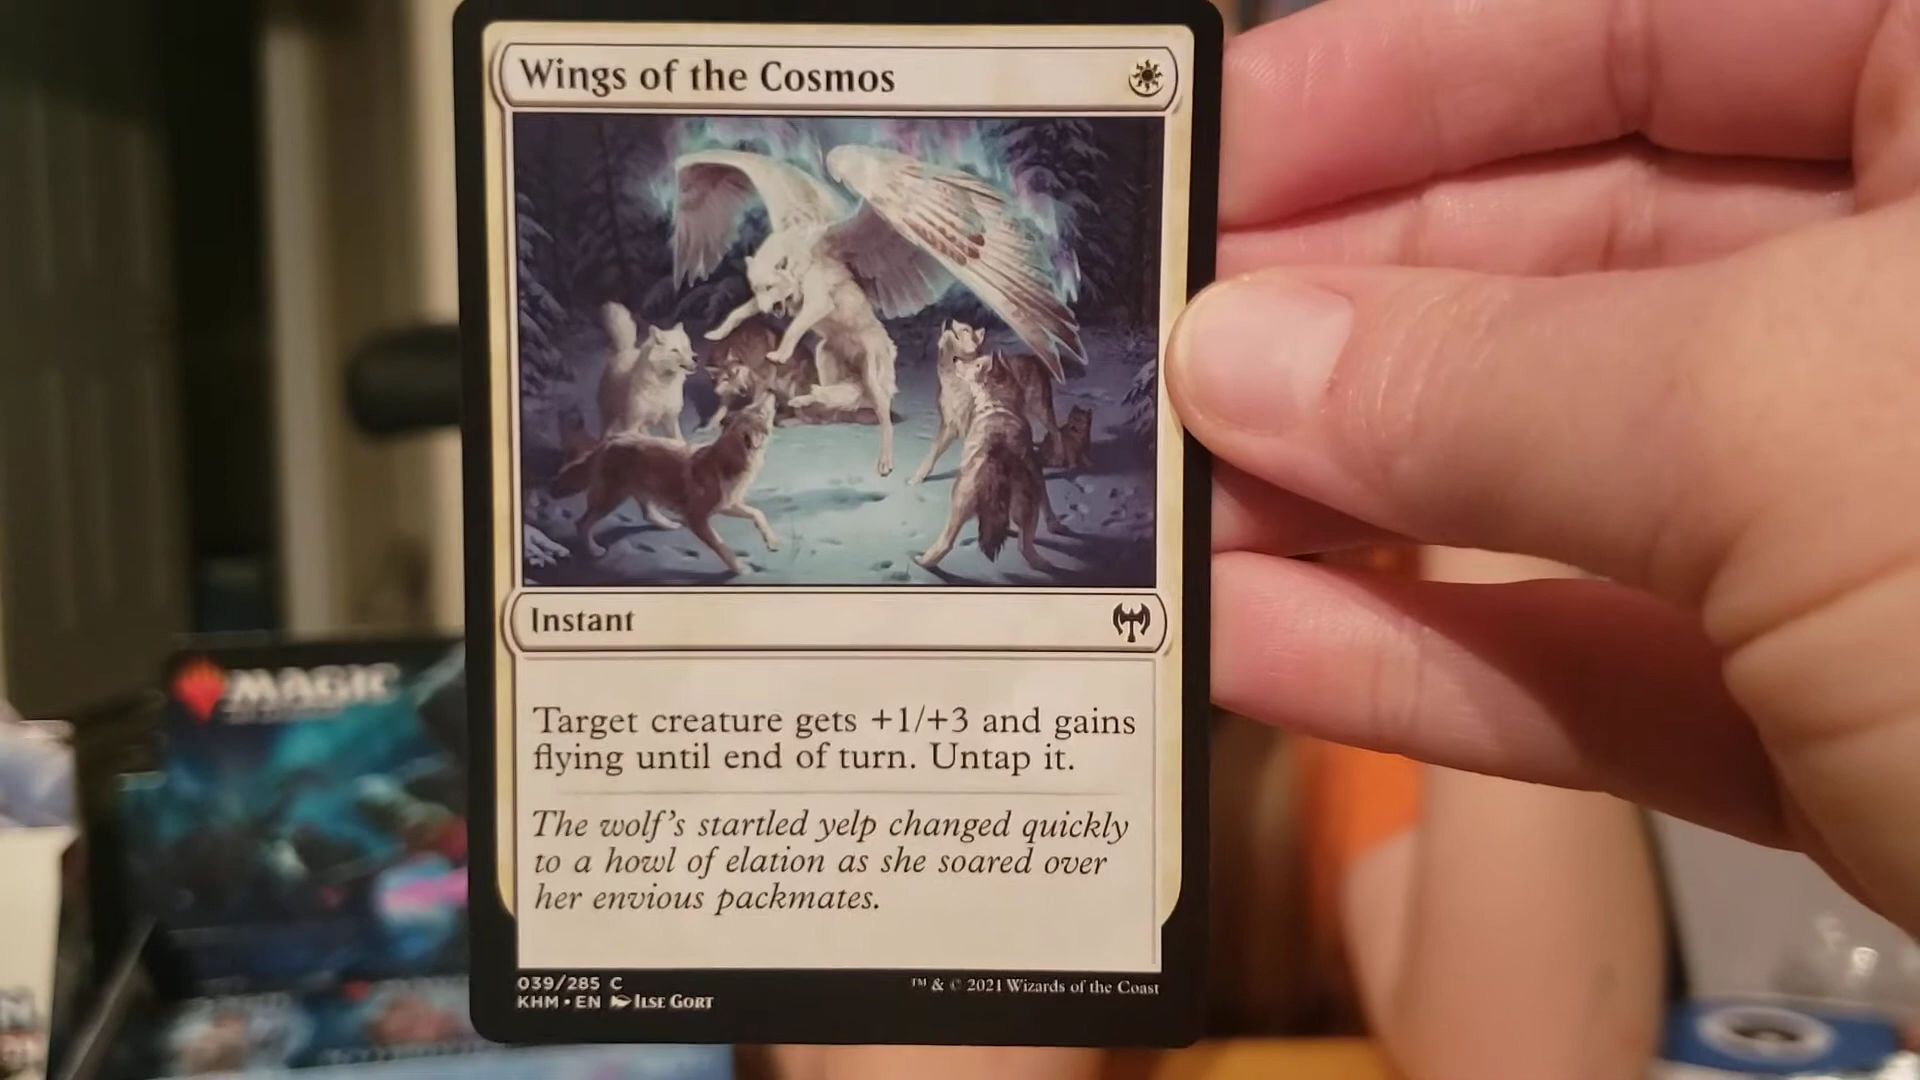 Wings of the Cosmos
Instant
Target creature gets +1/+3 and gains
flying until end of turn. Untap it.
The wolf's startled yelp changed quickly
to a howl of elation as she soared over
her envious packmates.
039/285 C
KHM • EN ILSE GORT
™ & © 2021 Wizards of the Coast
MAGIC